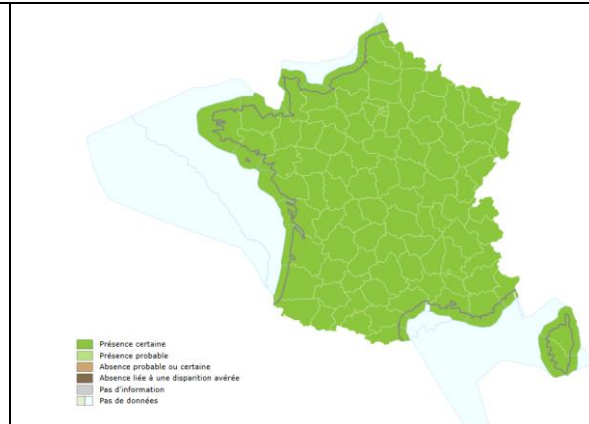 Présence certaine
Présence probable
Absence probable ou certaine
Absence liée à une disparition avérée
Pas d'information
Pas de données